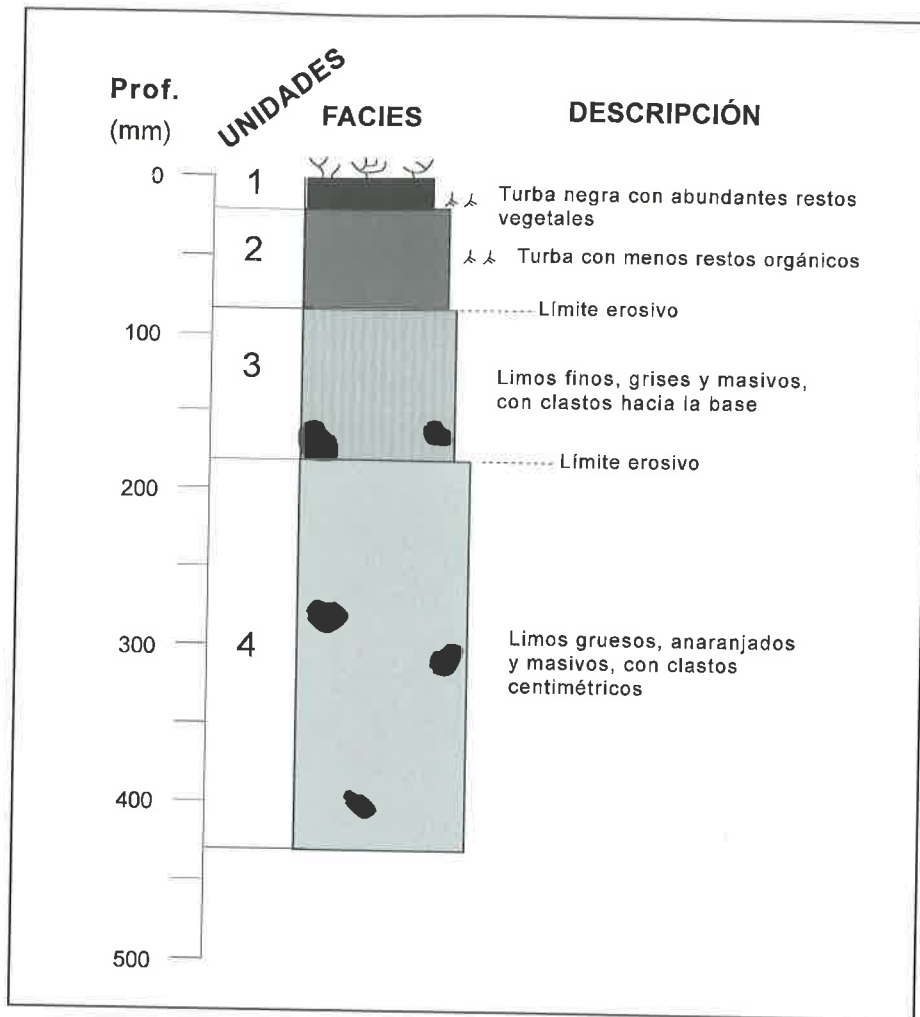 Prof.
(mm)
UNIDADES
FACIES
DESCRIPCIÓN
0
1
Turba negra con abundantes restos
vegetales
2
Turba con menos restos orgánicos
Límite erosivo
100
3
Limos finos, grises y masivos,
con clastos hacia la base
Límite erosivo
200
300
4
Limos gruesos, anaranjados
y masivos, con clastos
centimétricos
400
500